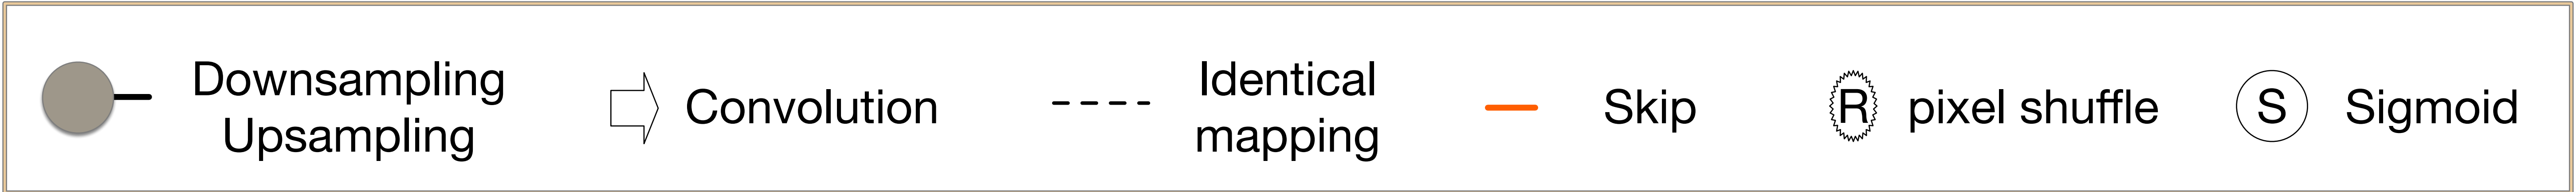 Downsampling
Upsampling
Convolution
Identical
mapping
Skip
R pixel shuffle
S Sigmoid